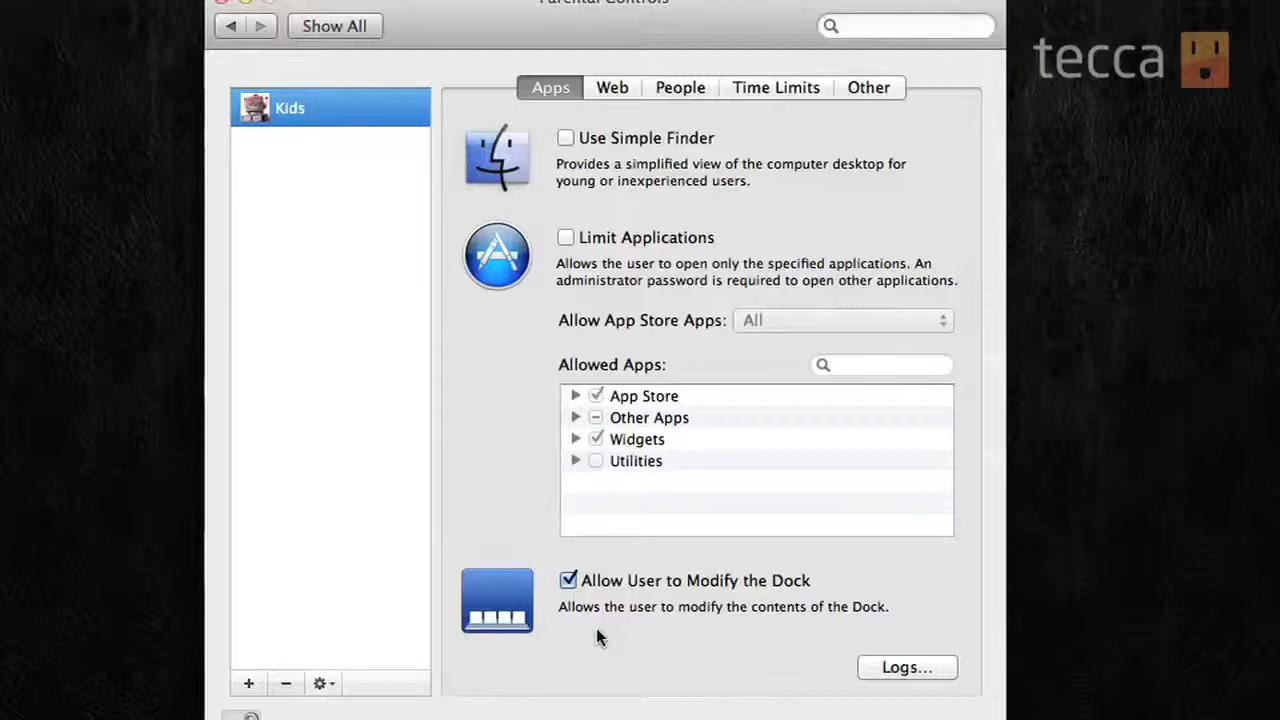 Parental Controls
Show All
tecca
Kids
Apps
Web
People
Time Limits
Other
Use Simple Finder
Provides a simplified view of the computer desktop for
young or inexperienced users.
Limit Applications
Allows the user to open only the specified applications. An
administrator password is required to open other applications.
Allow App Store Apps: All
Allowed Apps:
App Store
Other Apps
Widgets
Utilities
Allow User to Modify the Dock
Allows the user to modify the contents of the Dock.
Logs...